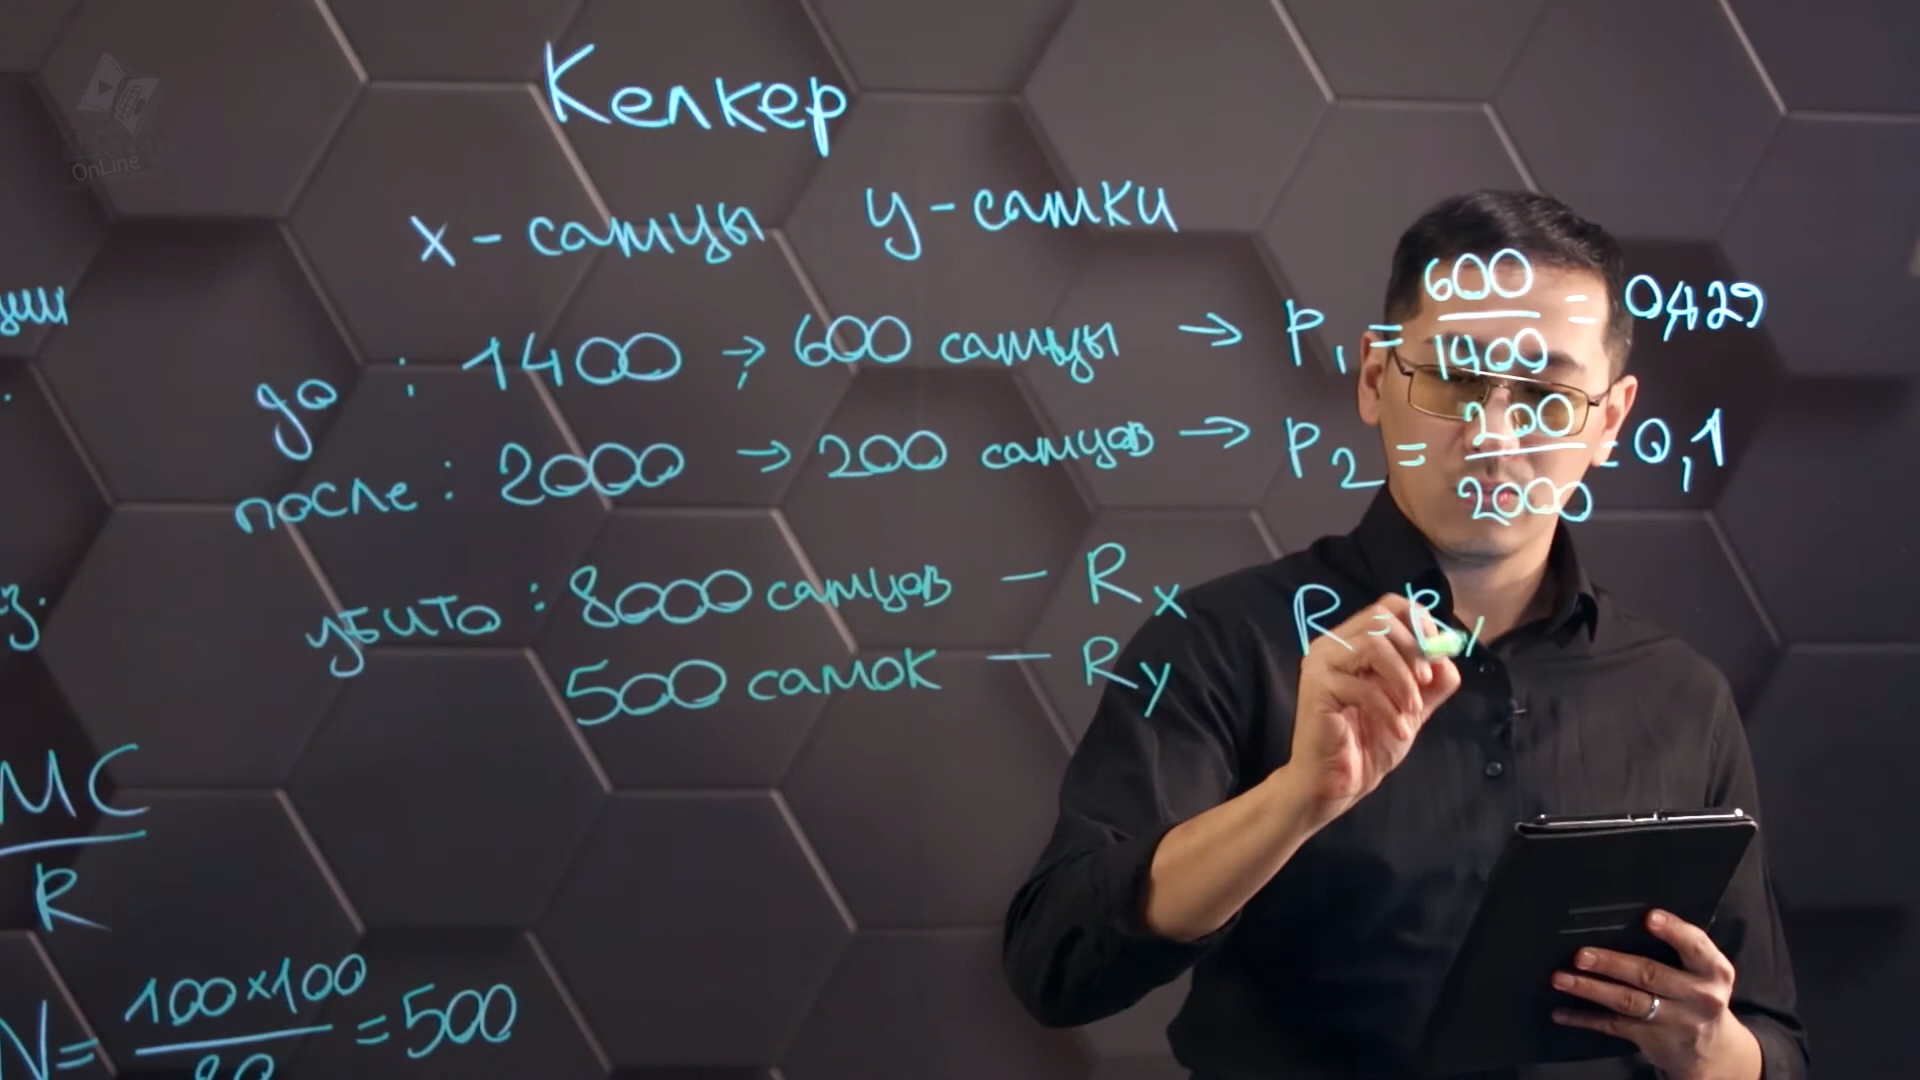 Келкер
x - самцы y - самки
до : 1400 → 600 самцы → P1 = 600/1400 = 0,429
после : 2000 → 200 самцов → P2 = 200/2000 = 0,1
убито : 8000 самцов — Rx R = R
500 самок — Ry
MC
R
N = 100×100 = 500
OnLine